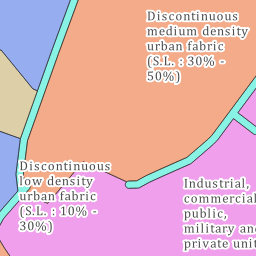 Discontinuous
medium density
urban fabric
(S.L. : 30% -
50%)
Discontinuous
low density
urban fabric
(S.L. : 10% -
30%)
Industrial,
commercial,
public,
military and
private